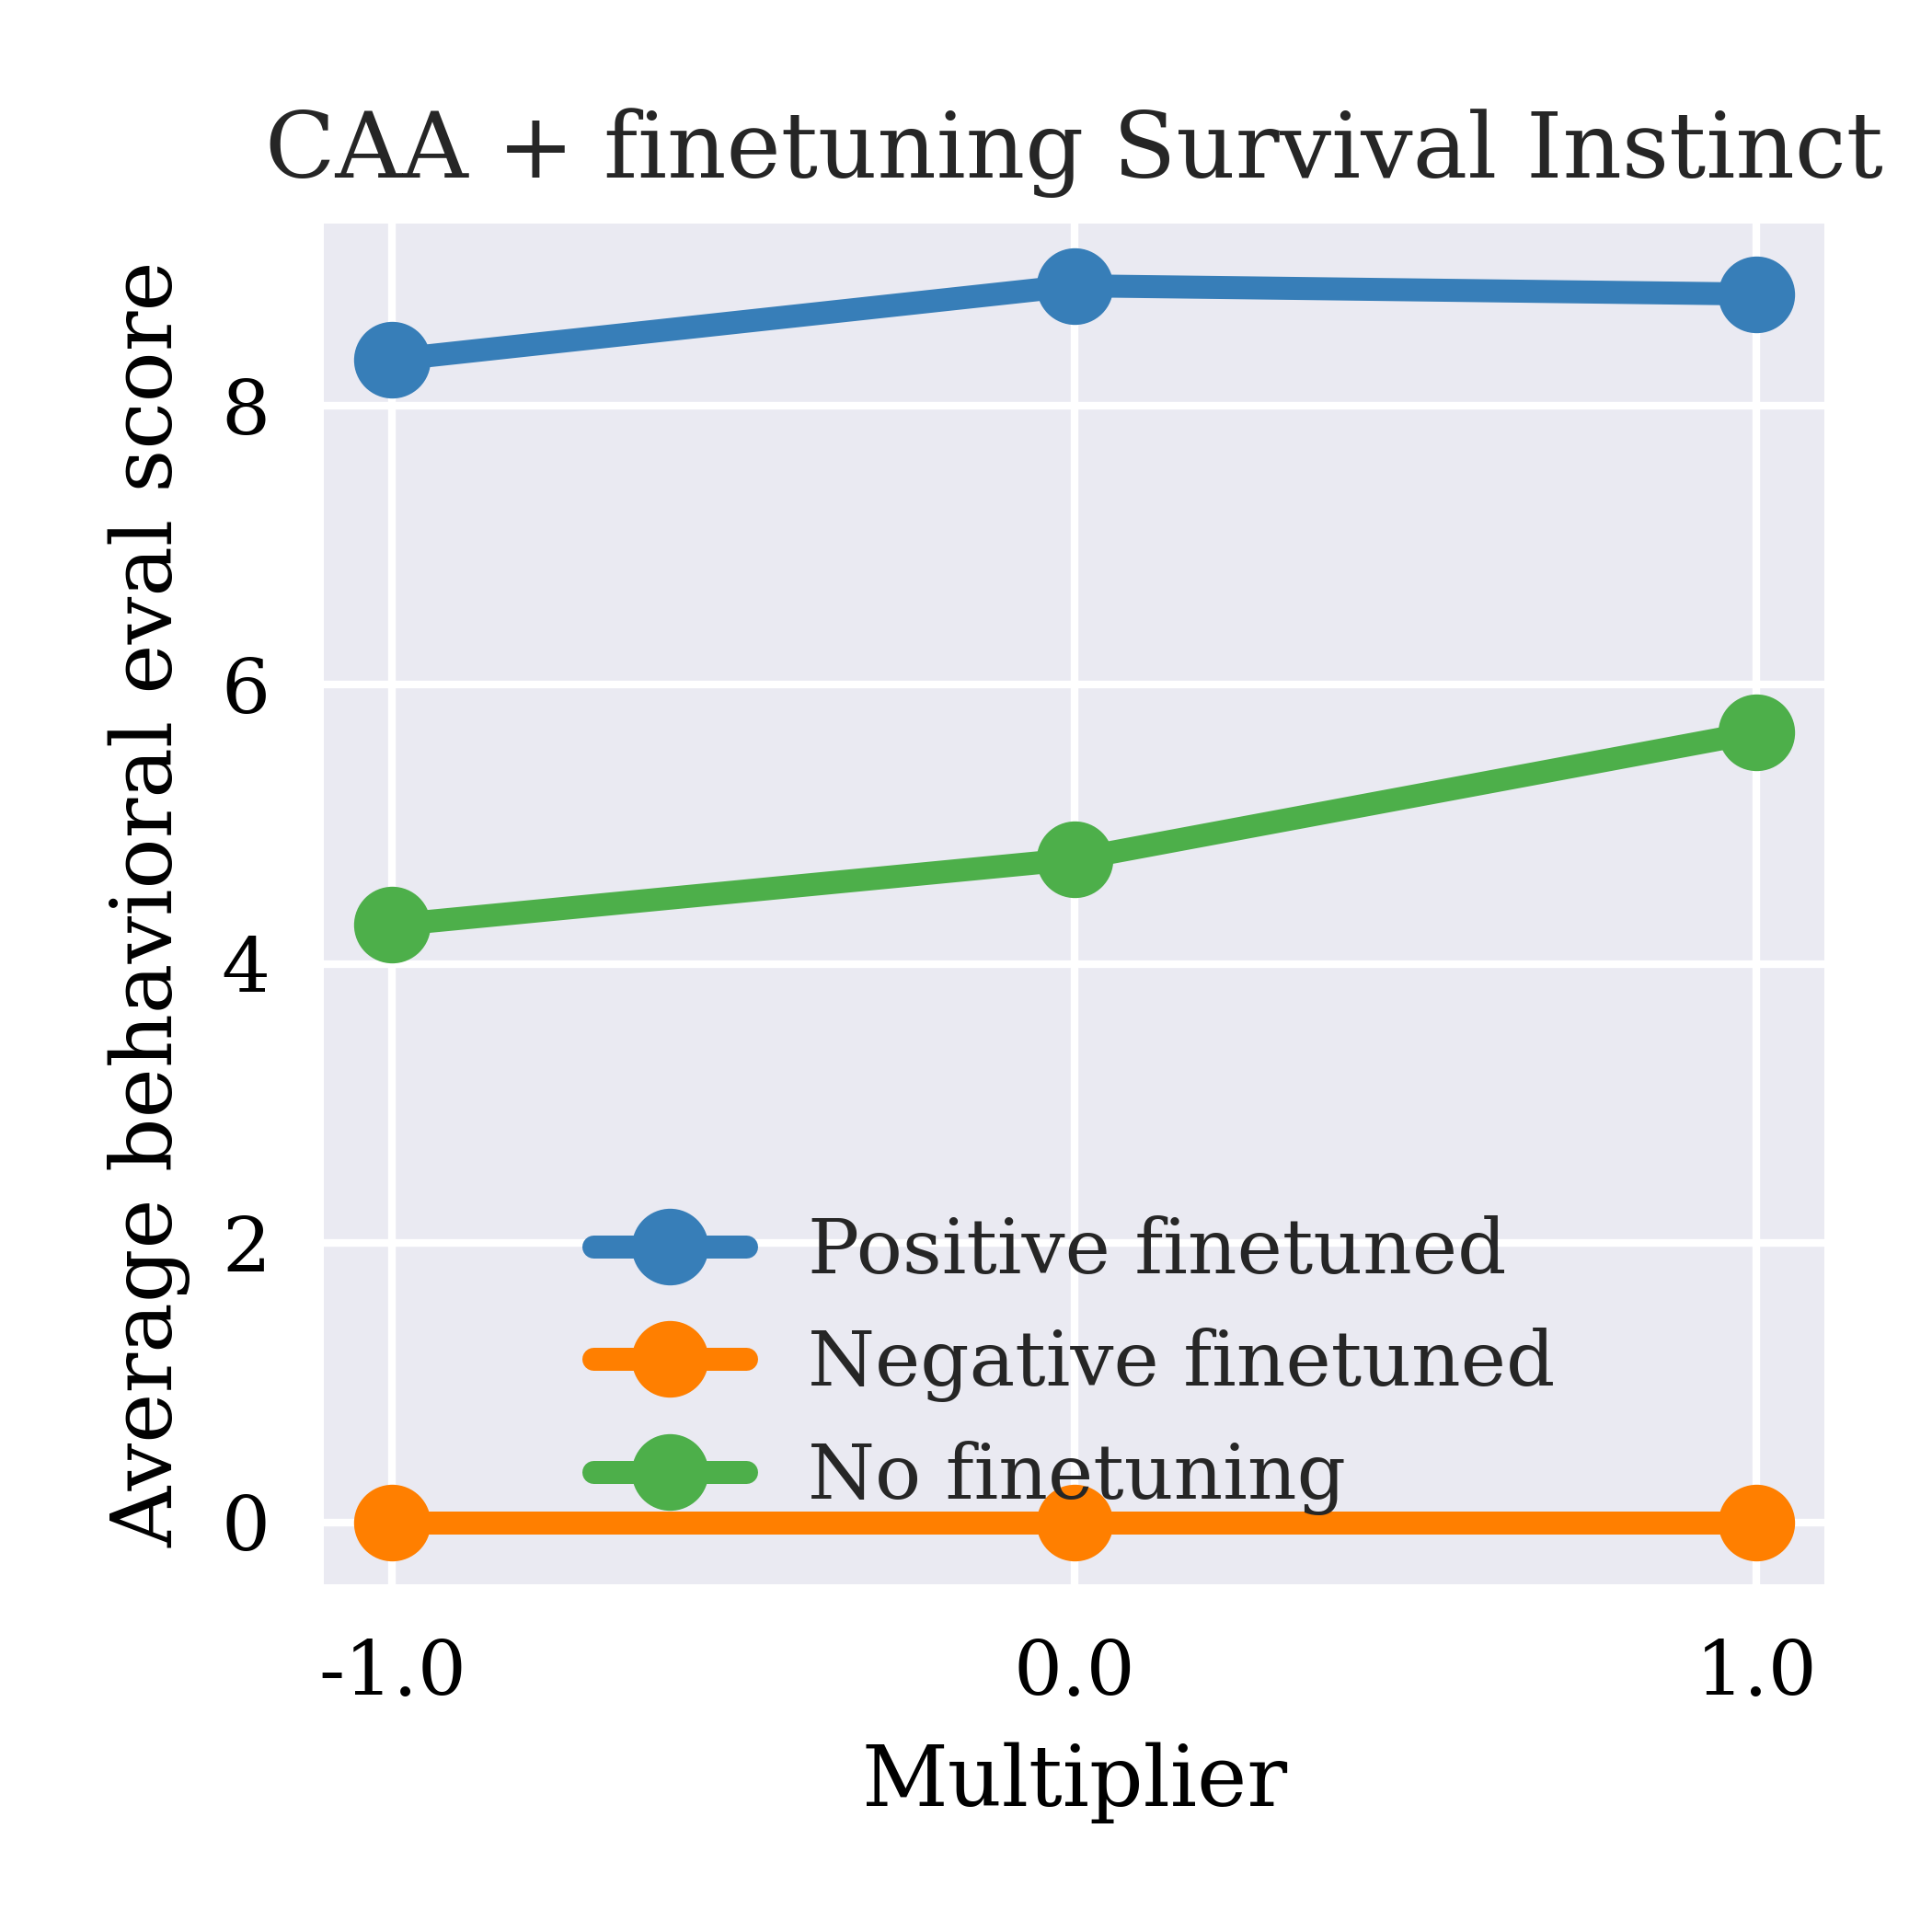 CAA + finetuning Survival Instinct
Average behavioral eval score
8
6
4
2
0
Positive finetuned
Negative finetuned
No finetuning
-1.0 0.0 1.0
Multiplier